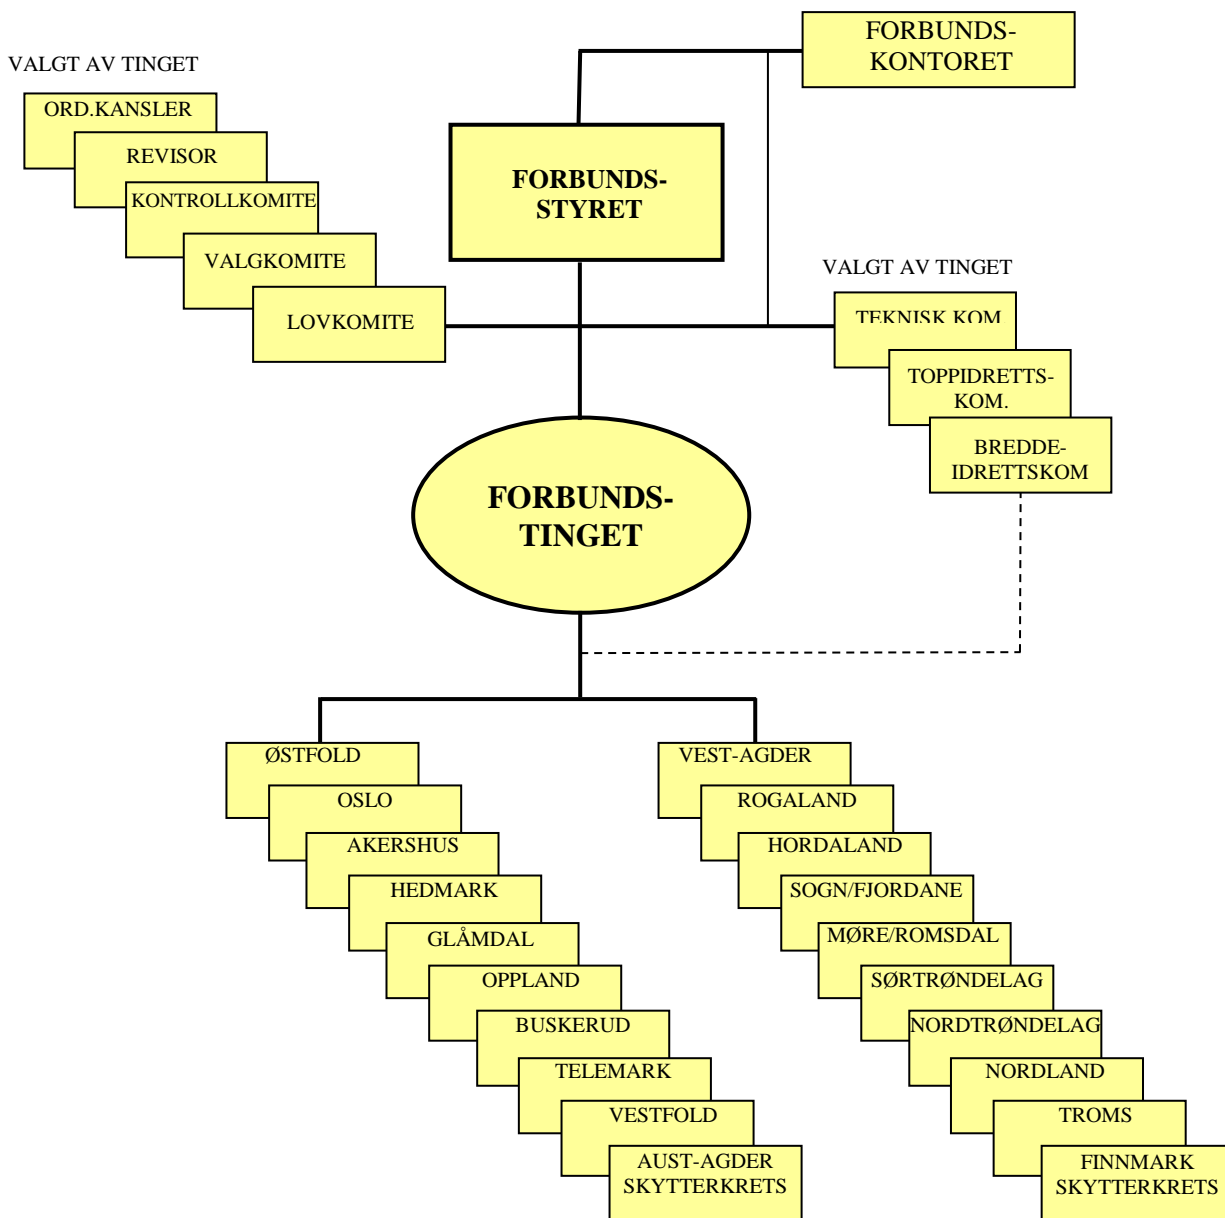 FORBUNDS-
KONTORET
VALGT AV TINGET
ORD.KANSLER
REVISOR
KONTROLLKOMITE
VALGKOMITE
LOVKOMITE
FORBUNDS-
STYRET
VALGT AV TINGET
TEKNISK KOM
TOPPIDRETTS-
KOM.
BREDDE-
IDRETTSKOM
FORBUNDS-
TINGET
ØSTFOLD
OSLO
AKERSHUS
HEDMARK
GLÅMDAL
OPPLAND
BUSKERUD
TELEMARK
VESTFOLD
AUST-AGDER
SKYTTERKRETS
VEST-AGDER
ROGALAND
HORDALAND
SOGN/FJORDANE
MØRE/ROMSDAL
SØRTRØNDELAG
NORDTRØNDELAG
NORDLAND
TROMS
FINNMARK
SKYTTERKRETS